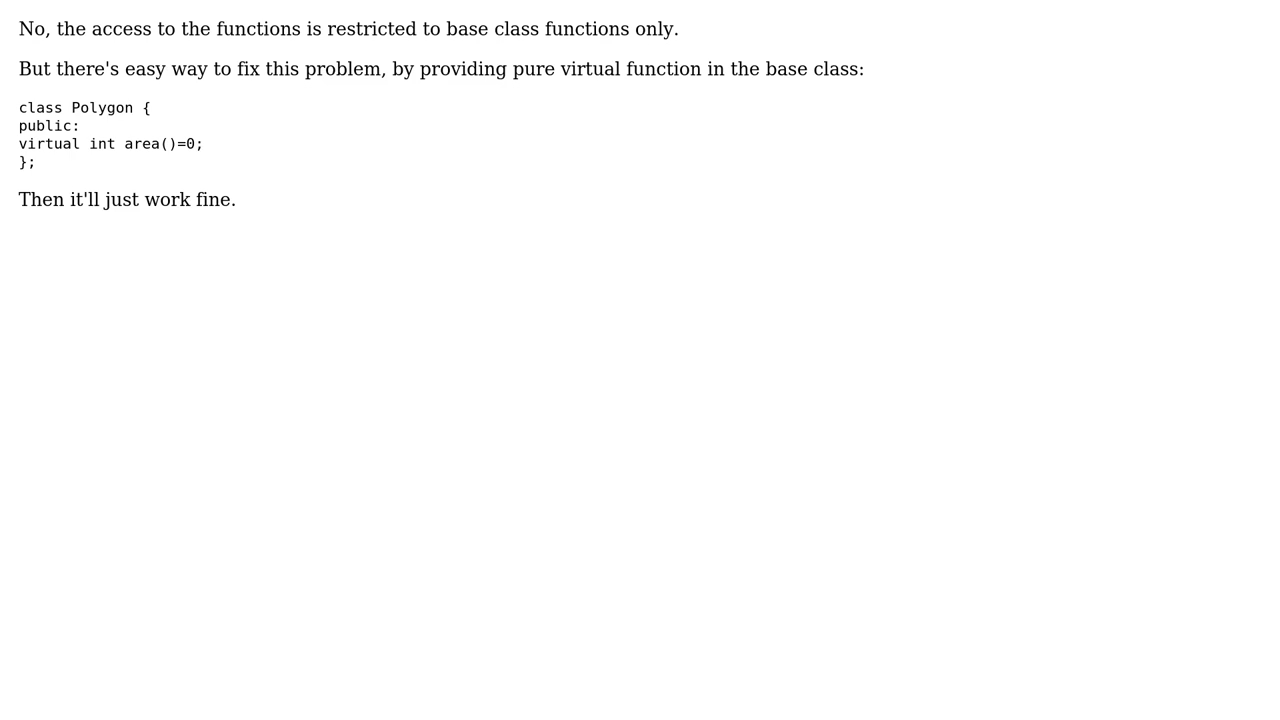 No, the access to the functions is restricted to base class functions only.
But there's easy way to fix this problem, by providing pure virtual function in the base class:
class Polygon {
public:
virtual int area()=0;
};
Then it'll just work fine.